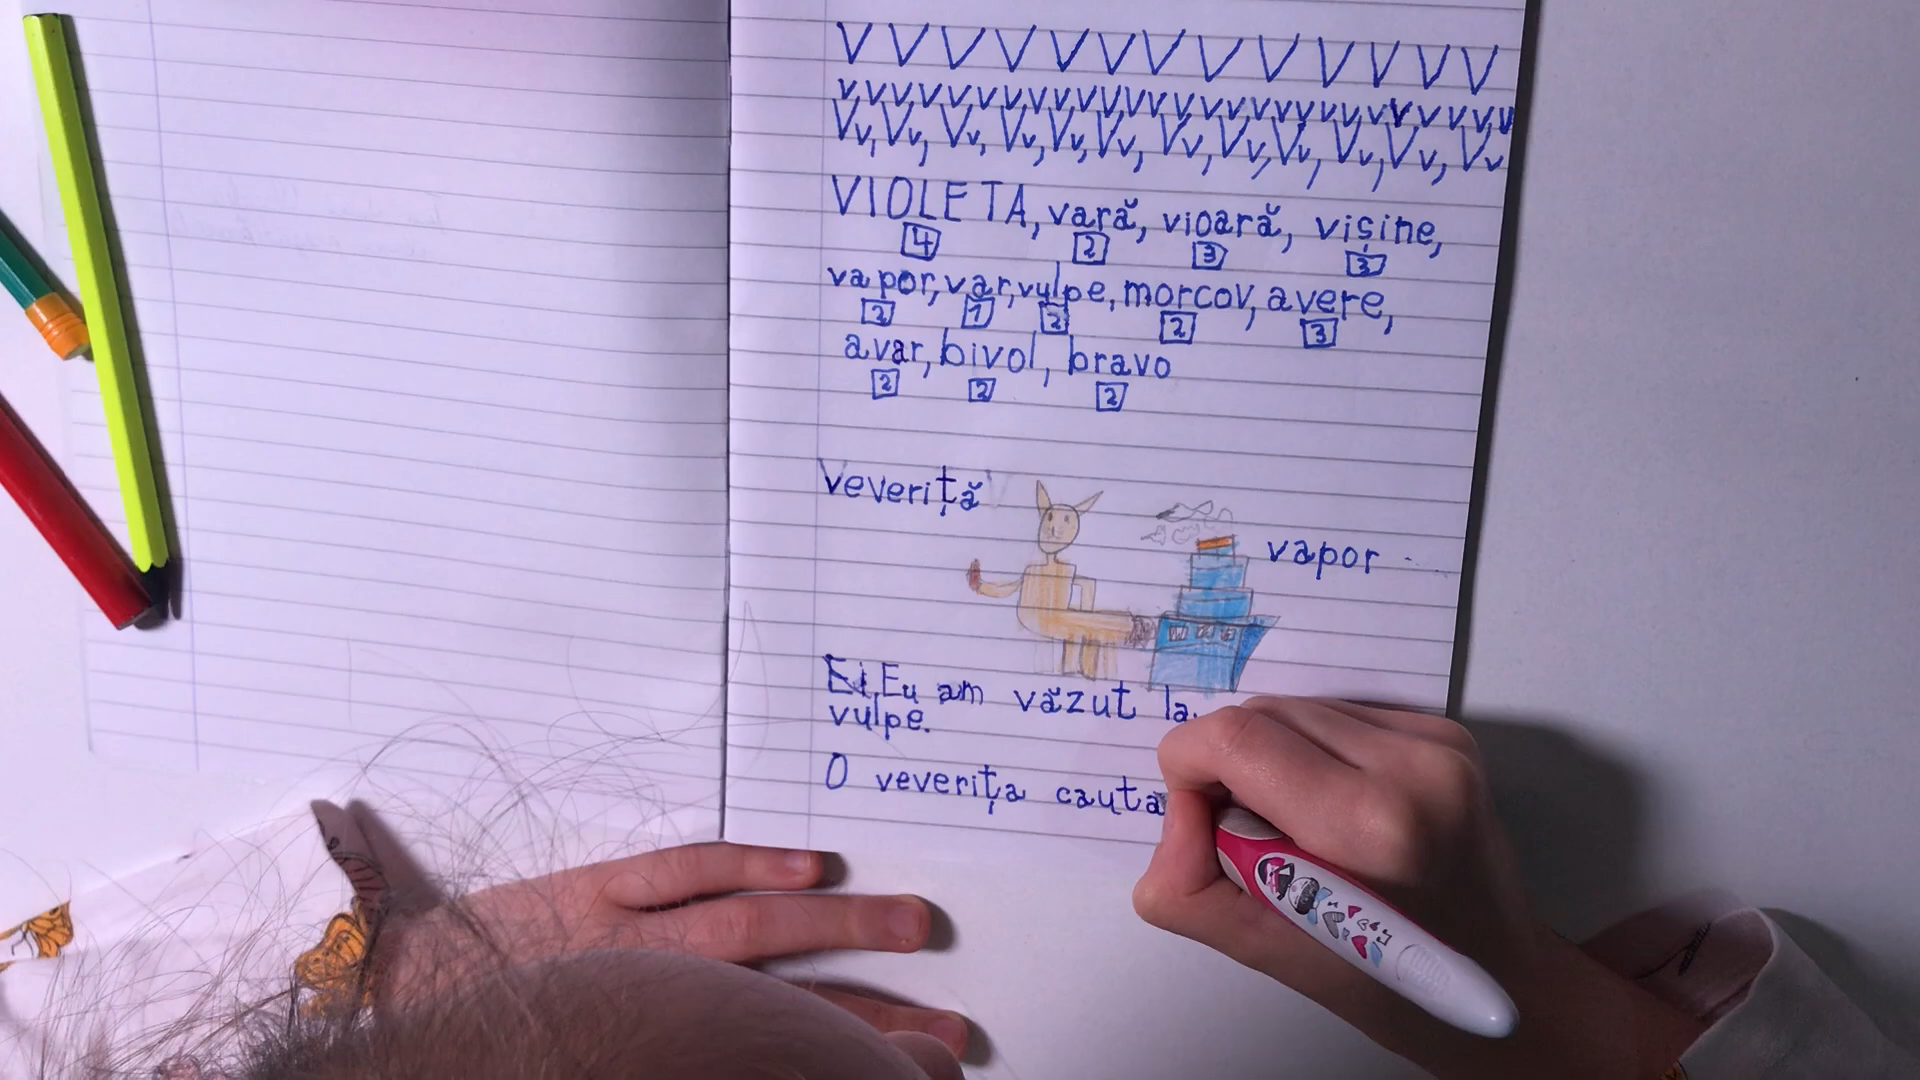 V V V V V V V V V V V V V
v v v v v v v v v v v v v v v v v v v v v v v v v v
Vv, Vv, Vv, Vv, Vv, Vv, Vv, Vv, Vv, Vv, Vv, Vv
VIOLETA, vară, vioară, vișine,
4 2 3 3
vapor, var, vulpe, morcov, avere,
2 1 2 2 3
avar, bivol, bravo
2 2 2
Veveriță
vapor
Eu am văzut la
vulpe.
O veverița cauta